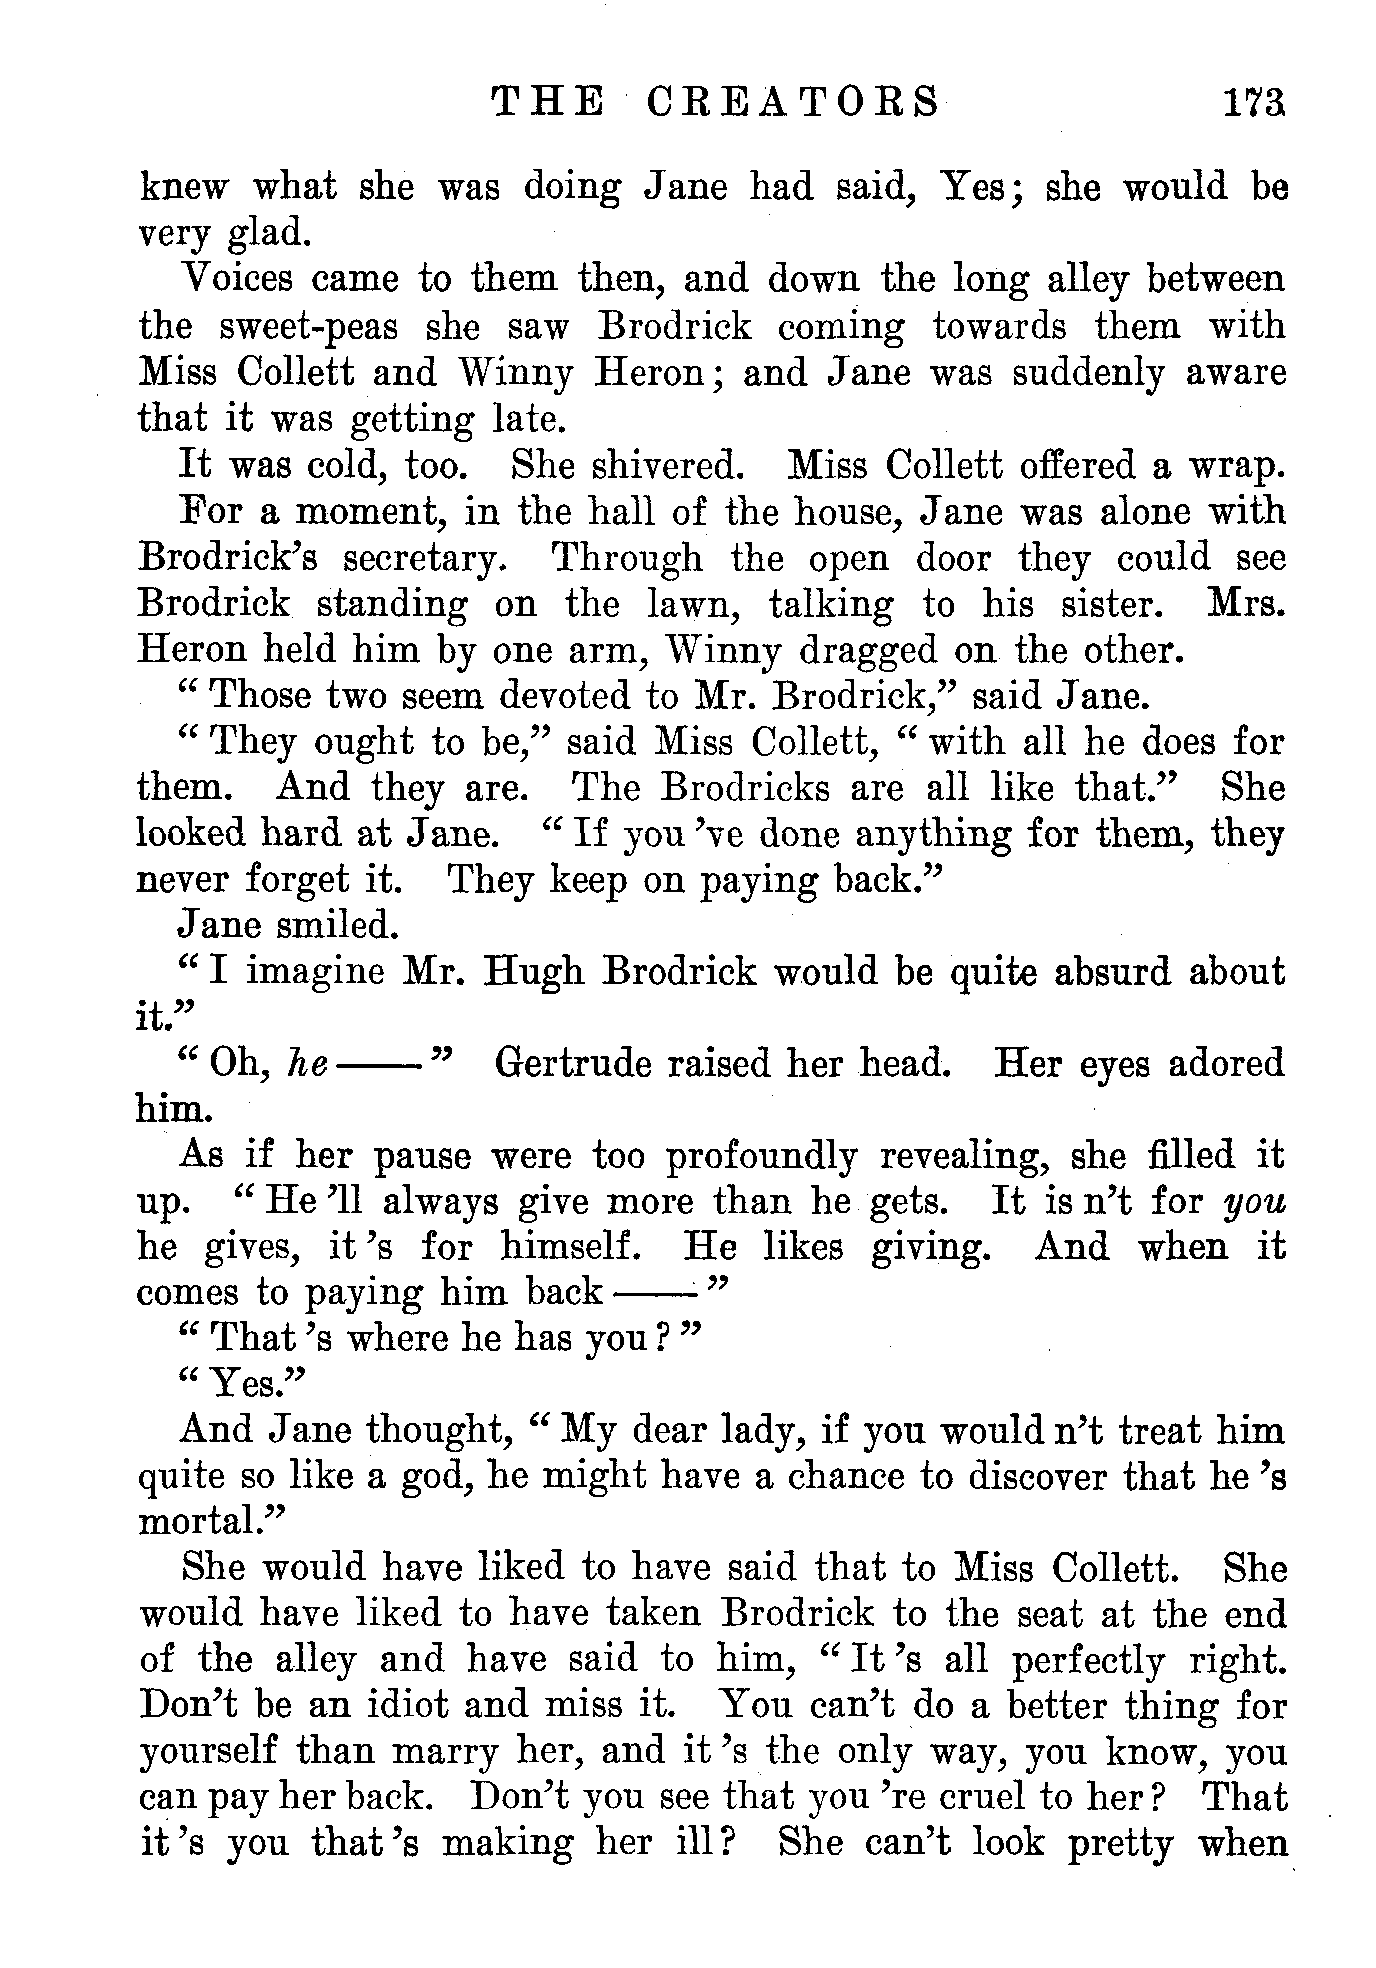 THE CREATORS 173
knew what she was doing Jane had said, Yes; she would be
very glad.
Voices came to them then, and down the long alley between
the sweet-peas she saw Brodrick coming towards them with
Miss Collett and Winny Heron; and Jane was suddenly aware
that it was getting late.
It was cold, too. She shivered. Miss Collett offered a wrap.
For a moment, in the hall of the house, Jane was alone with
Brodrick's secretary. Through the open door they could see
Brodrick standing on the lawn, talking to his sister. Mrs.
Heron held him by one arm, Winny dragged on the other.
" Those two seem devoted to Mr. Brodrick," said Jane.
" They ought to be," said Miss Collett, " with all he does for
them. And they are. The Brodricks are all like that." She
looked hard at Jane. " If you 've done anything for them, they
never forget it. They keep on paying back."
Jane smiled.
" I imagine Mr. Hugh Brodrick would be quite absurd about
it."
" Oh, he —— " Gertrude raised her head. Her eyes adored
him.
As if her pause were too profoundly revealing, she filled it
up. " He 'll always give more than he gets. It is n't for you
he gives, it 's for himself. He likes giving. And when it
comes to paying him back —— "
" That 's where he has you ? "
" Yes."
And Jane thought, " My dear lady, if you would n't treat him
quite so like a god, he might have a chance to discover that he 's
mortal."
She would have liked to have said that to Miss Collett. She
would have liked to have taken Brodrick to the seat at the end
of the alley and have said to him, " It 's all perfectly right.
Don't be an idiot and miss it. You can't do a better thing for
yourself than marry her, and it 's the only way, you know, you
can pay her back. Don't you see that you 're cruel to her ? That
it 's you that 's making her ill ? She can't look pretty when